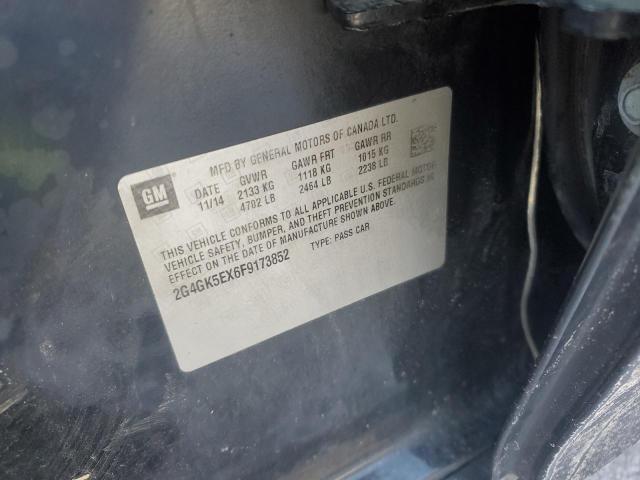 MFD BY GENERAL MOTORS OF CANADA LTD.
GM
DATE GVWR GAWR FRT GAWR RR
11/14 2133 KG 1118 KG 1015 KG
4702 LB 2464 LB 2238 LB
THIS VEHICLE CONFORMS TO ALL APPLICABLE U.S. FEDERAL MOTOR
VEHICLE SAFETY, BUMPER, AND THEFT PREVENTION STANDARDS IN
EFFECT ON THE DATE OF MANUFACTURE SHOWN ABOVE.
2G4GK5EX6F9173852 TYPE: PASS CAR